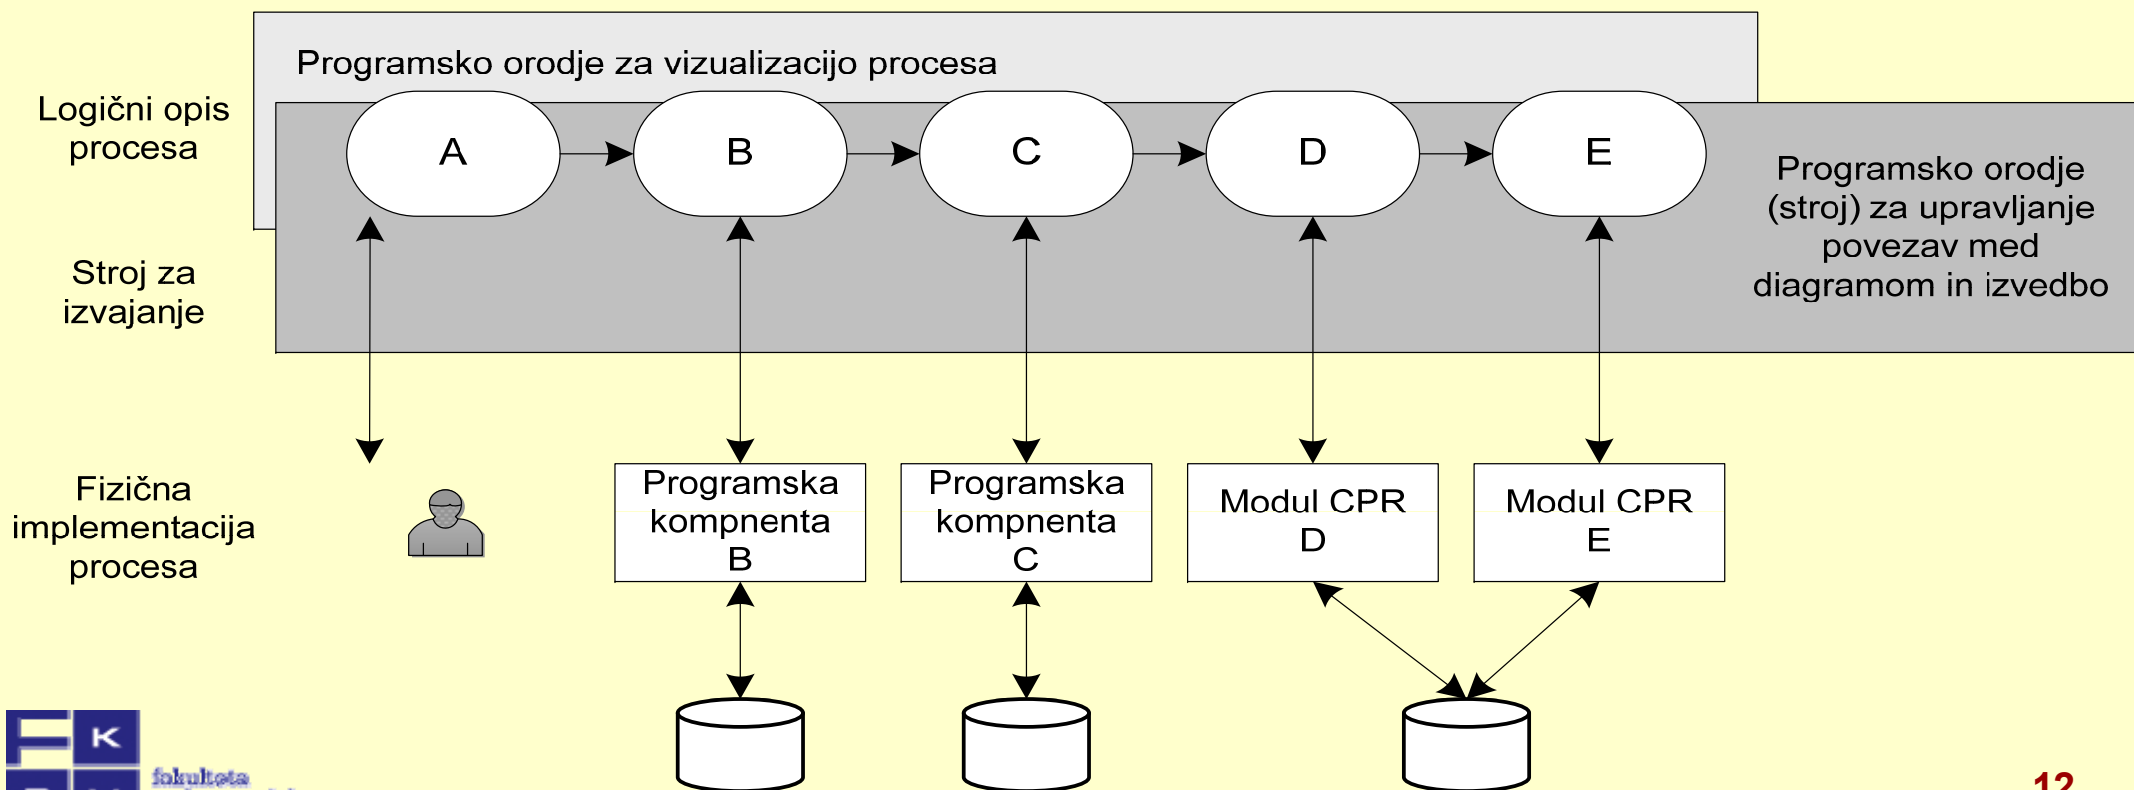 Programsko orodje za vizualizacijo procesa
Logični opis
procesa
A
B
C
D
E
Programsko orodje
(stroj) za upravljanje
povezav med
diagramom in izvedbo
Stroj za
izvajanje
Fizična
implementacija
procesa
Programska
kompnenta
B
Programska
kompnenta
C
Modul CPR
D
Modul CPR
E
K
fakulteta
12